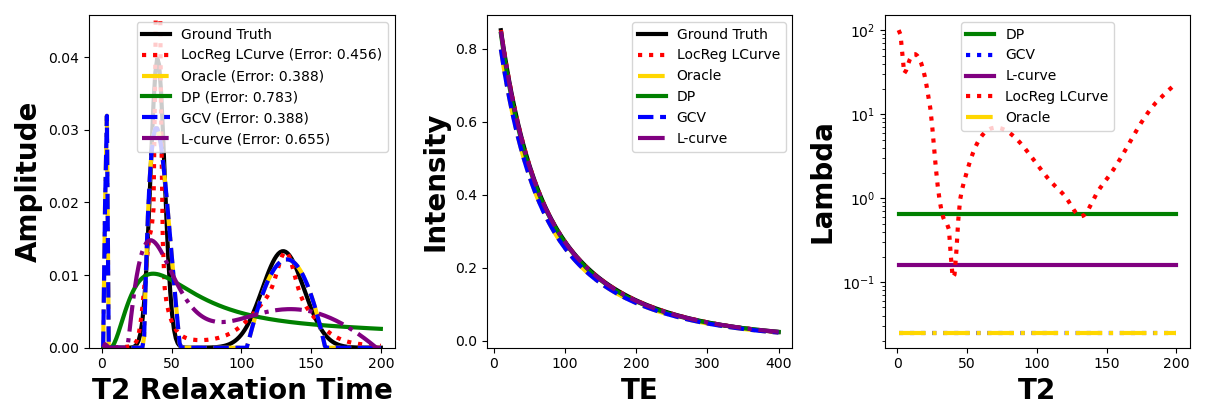 Amplitude
0.04
0.03
0.02
0.01
0.00
Ground Truth
LocReg LCurve (Error: 0.456)
Oracle (Error: 0.388)
DP (Error: 0.783)
GCV (Error: 0.388)
L-curve (Error: 0.655)
0 50 100 150 200
T2 Relaxation Time
Intensity
0.8
0.6
0.4
0.2
0.0
Ground Truth
LocReg LCurve
Oracle
DP
GCV
L-curve
0 100 200 300 400
TE
Lambda
10²
10¹
10⁰
10⁻¹
DP
GCV
L-curve
LocReg LCurve
Oracle
0 50 100 150 200
T2